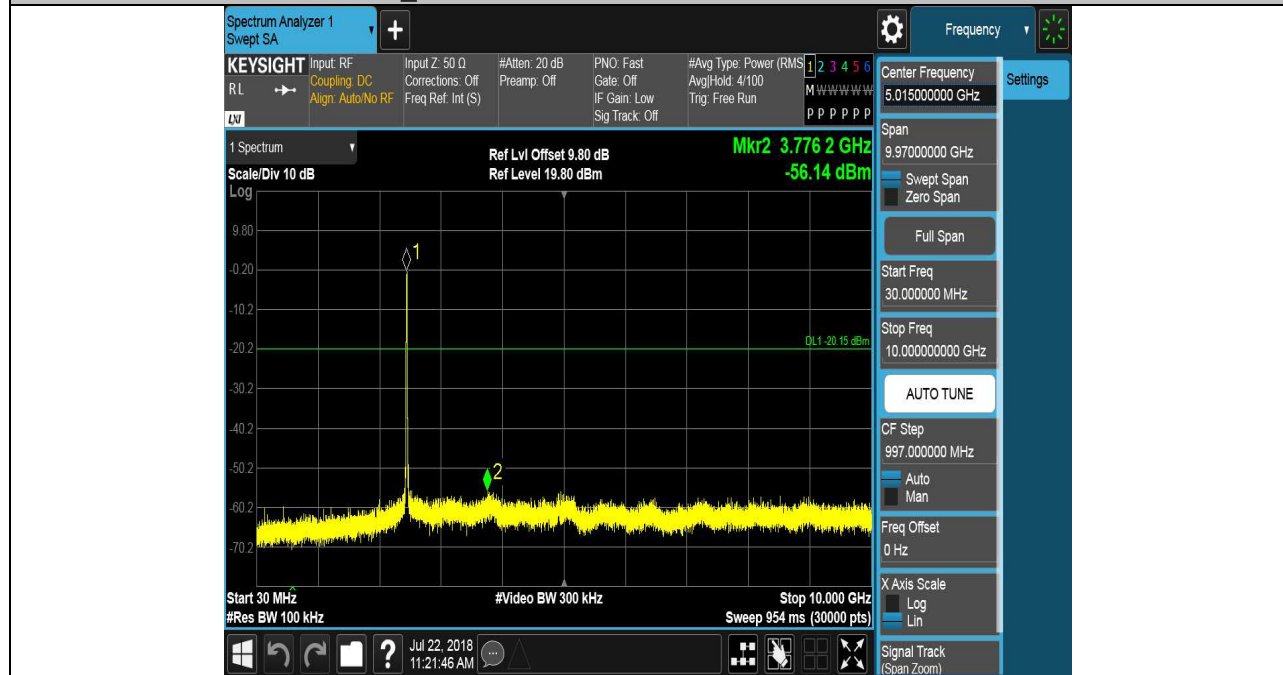 Spectrum Analyzer 1
Swept SA
Frequency
KEYSIGHT
RL
LXI
Input: RF
Coupling: DC
Align: Auto/No RF
Input Z: 50 Ω
Corrections: Off
Freq Ref: Int (S)
#Atten: 20 dB
Preamp: Off
PNO: Fast
Gate: Off
IF Gain: Low
Sig Track: Off
#Avg Type: Power (RMS
Avg|Hold: 4/100
Trig: Free Run
1 2 3 4 5 6
M W W W W W
P P P P P P
Center Frequency
5.015000000 GHz
Settings
1 Spectrum
Scale/Div 10 dB
Ref Lvl Offset 9.80 dB
Ref Level 19.80 dBm
Mkr2 3.776 2 GHz
-56.14 dBm
Log
9.80
-0.20
-10.2
-20.2
-30.2
-40.2
-50.2
-60.2
-70.2
1
2
DL1 -20.15 dBm
Start 30 MHz
#Res BW 100 kHz
#Video BW 300 kHz
Stop 10.000 GHz
Sweep 954 ms (30000 pts)
Span
9.97000000 GHz
Swept Span
Zero Span
Full Span
Start Freq
30.000000 MHz
Stop Freq
10.000000000 GHz
AUTO TUNE
CF Step
997.000000 MHz
Auto
Man
Freq Offset
0 Hz
X Axis Scale
Log
Lin
Signal Track
(Span Zoom)
?
Jul 22, 2018
11:21:46 AM